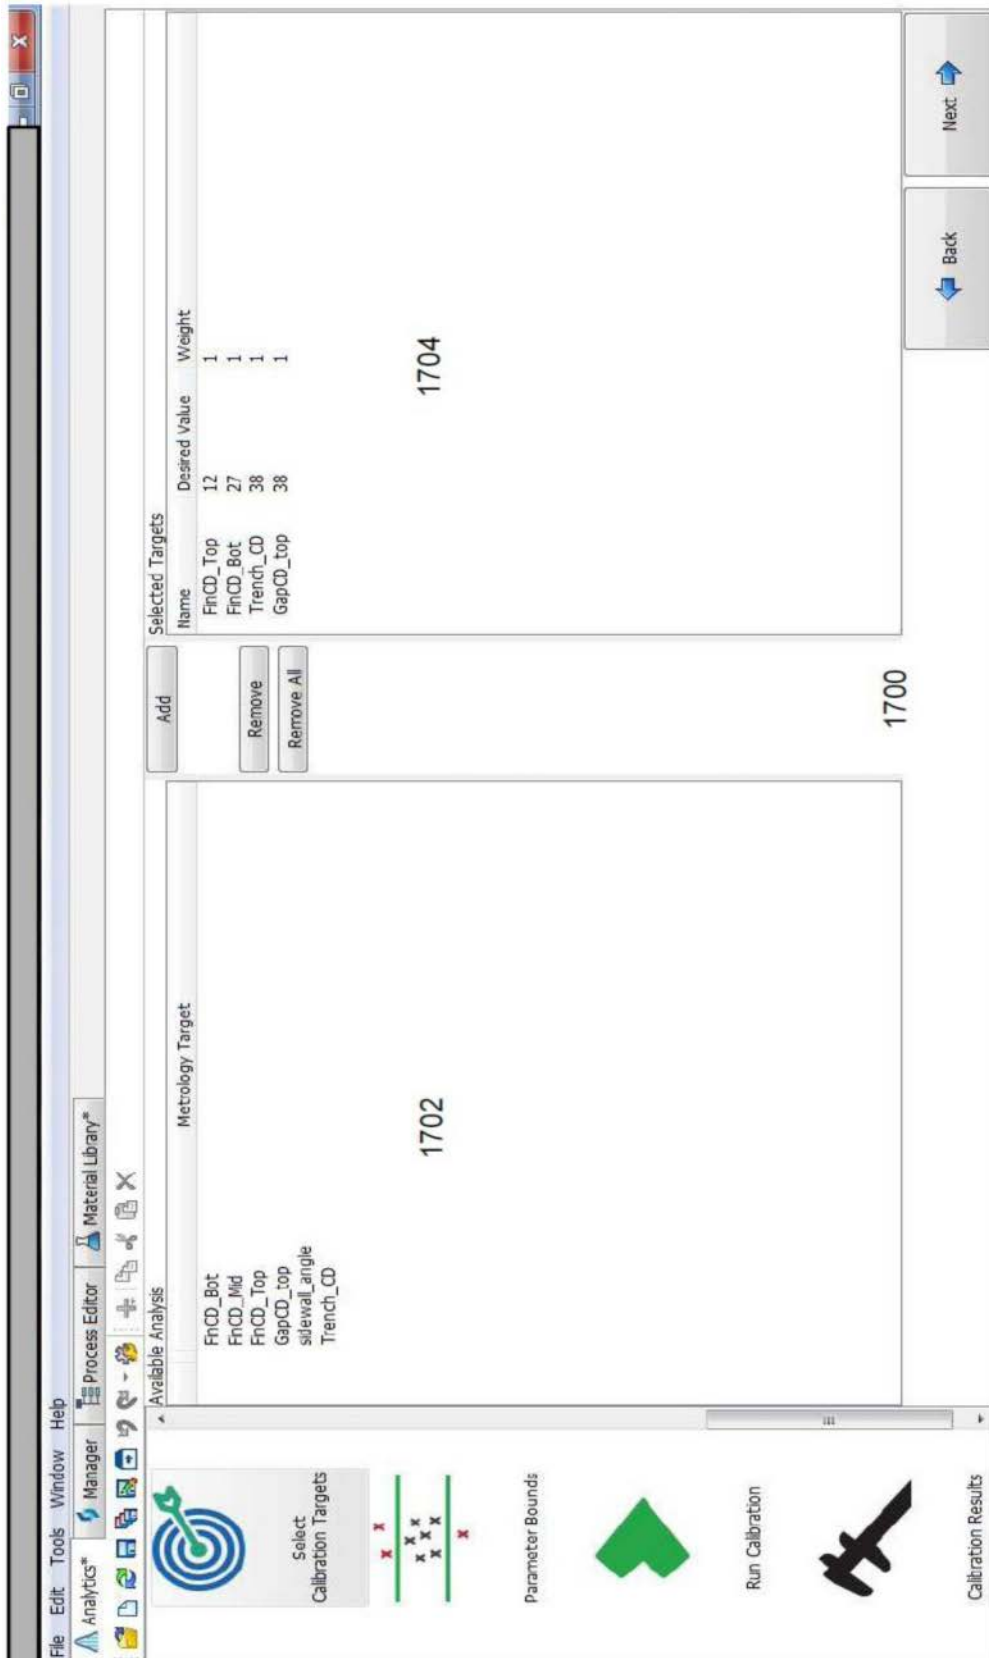 File Edit Tools Window Help
Analytics* Manager Process Editor Material Library*
Select
Calibration Targets
Parameter Bounds
Run Calibration
Calibration Results
Available Analysis
Metrology Target
FinCD_Bot
FinCD_Mid
FinCD_Top
GapCD_top
sidewall_angle
Trench_CD
1702
Add
Remove
Remove All
1700
Selected Targets
Name Desired Value Weight
FinCD_Top 12 1
FinCD_Bot 27 1
Trench_CD 38 1
GapCD_top 38 1
1704
Back
Next